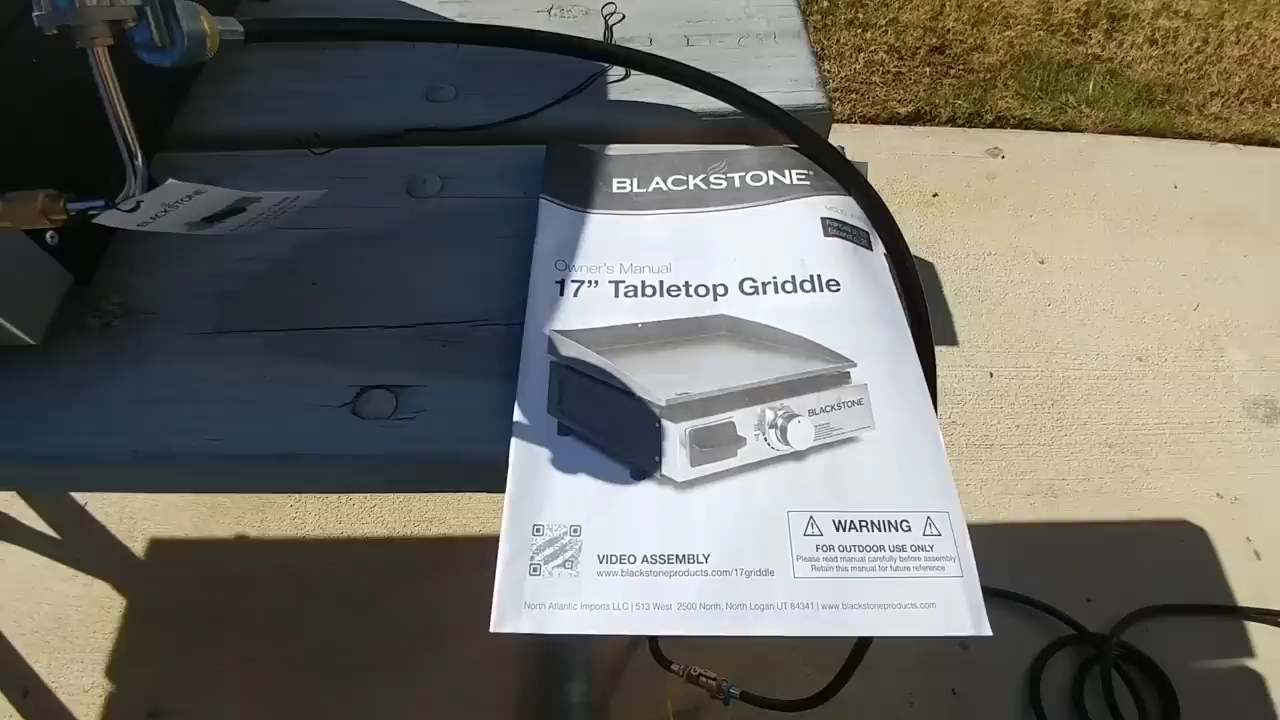 BLACKSTONE
BLACKSTONE
Owner's Manual
17” Tabletop Griddle
BLACKSTONE
VIDEO ASSEMBLY
www.blackstoneproducts.com/17griddle
WARNING
FOR OUTDOOR USE ONLY
Please read manual carefully before assembly
Retain this manual for future reference
North Atlantic Imports LLC | 513 West 2500 North, North Logan UT 84341 | www.blackstoneproducts.com